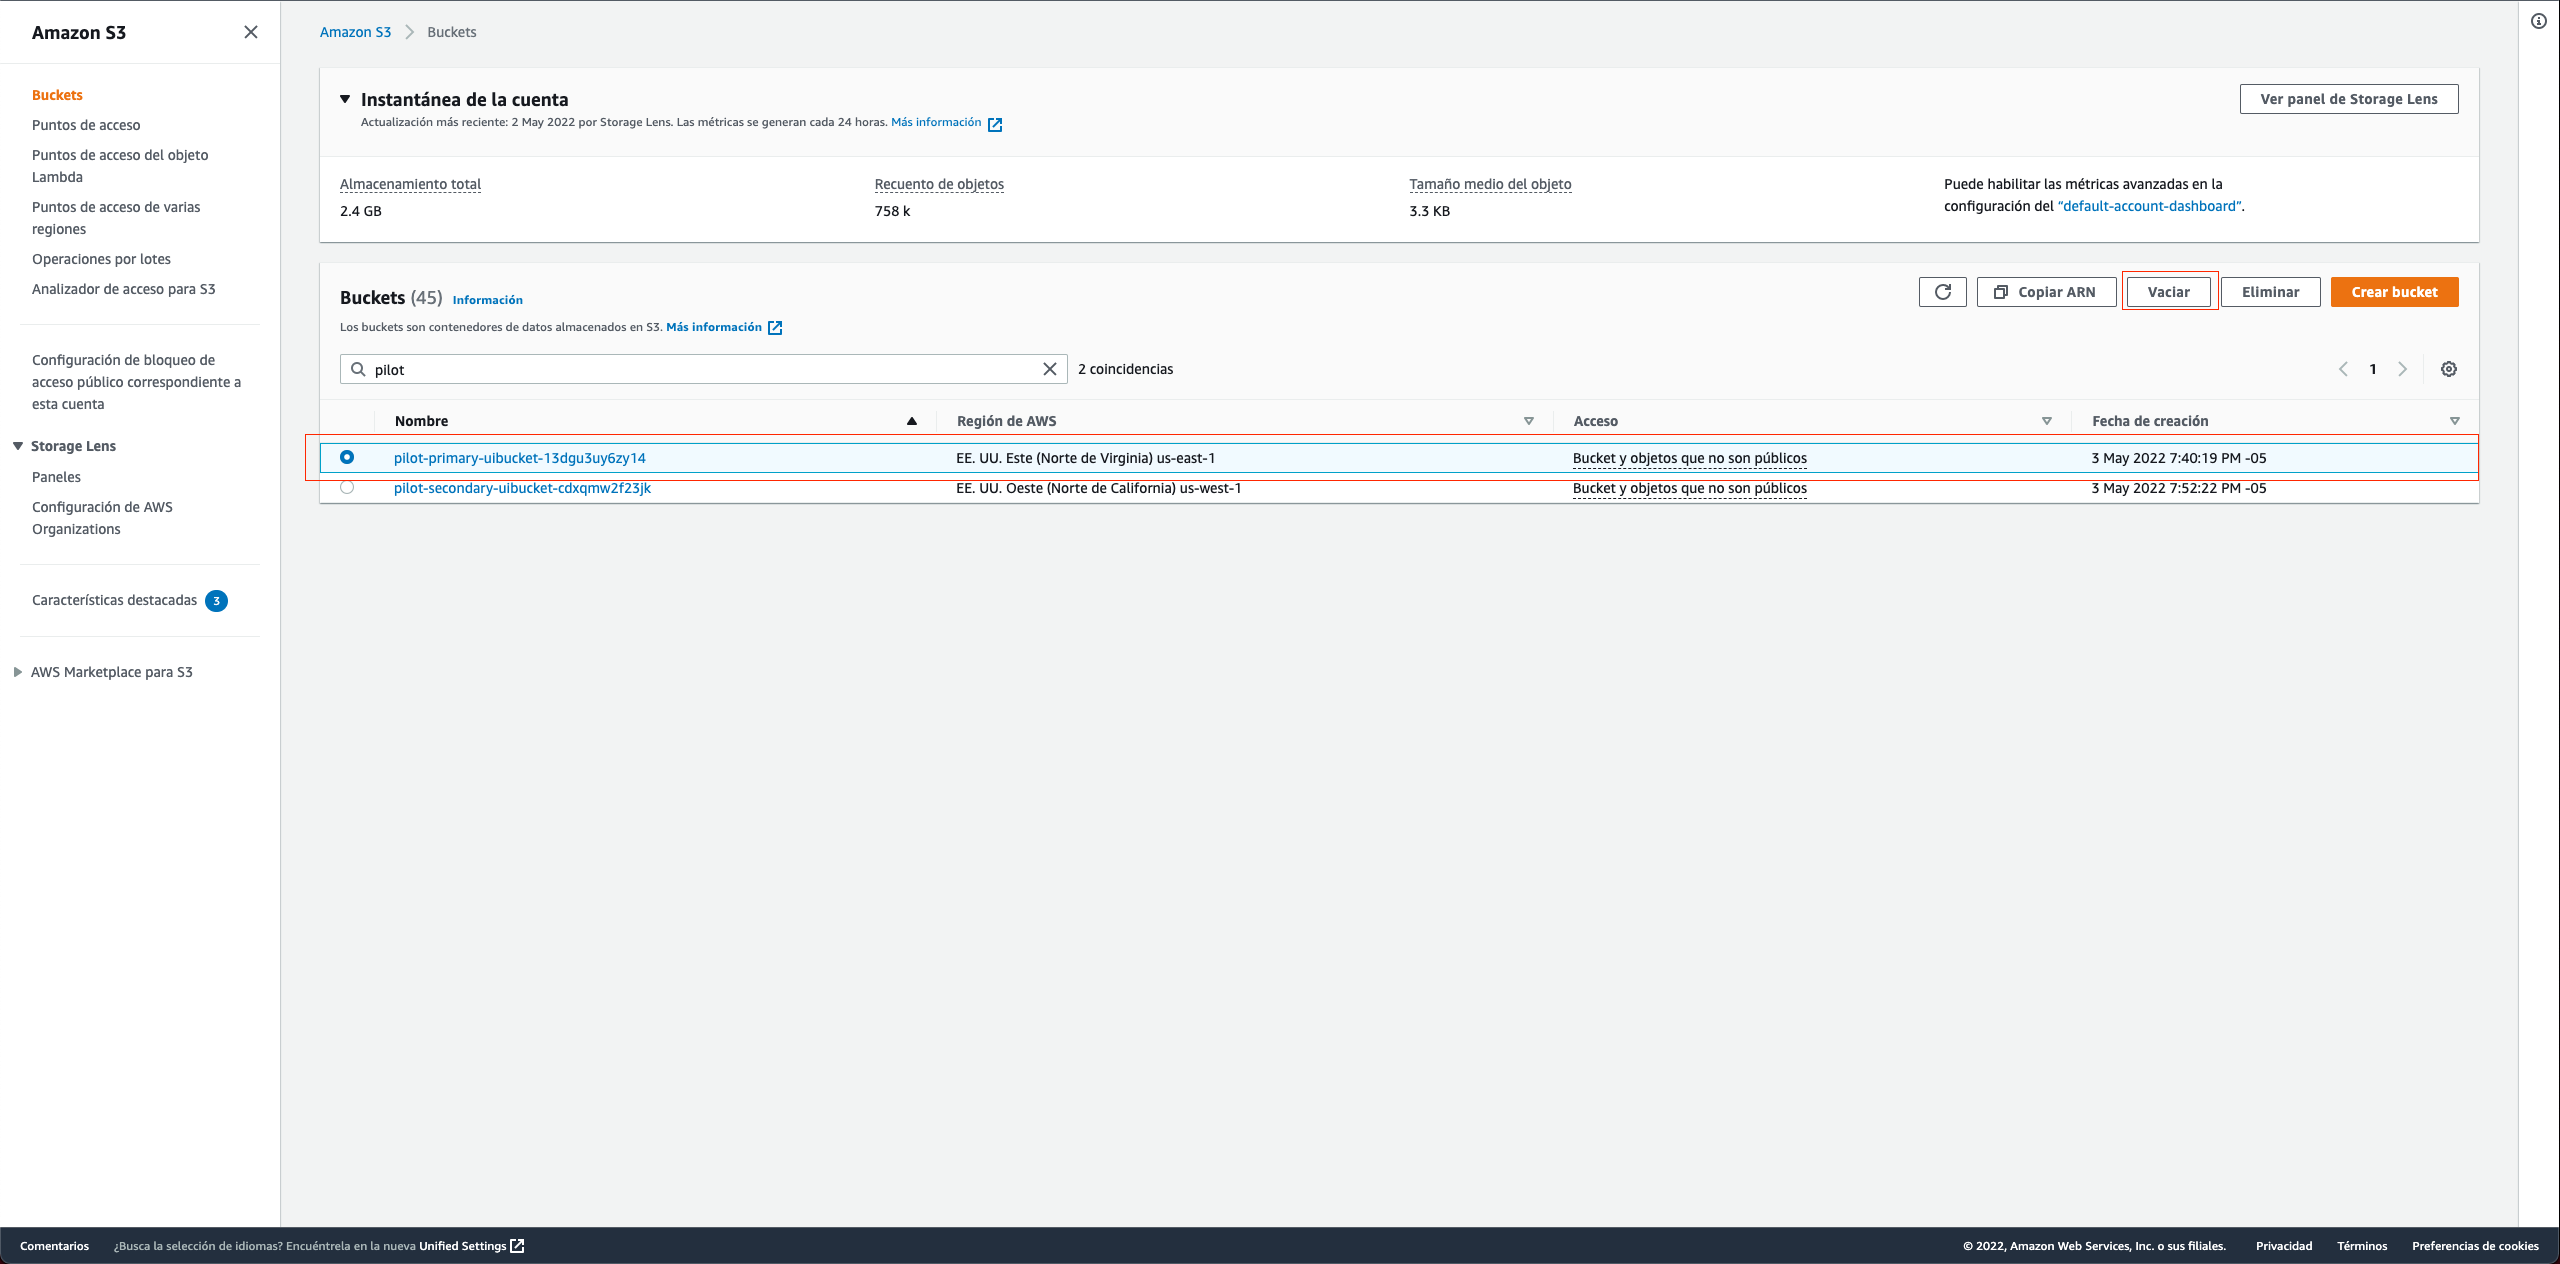 Amazon S3
Buckets
Puntos de acceso
Puntos de acceso del objeto
Lambda
Puntos de acceso de varias
regiones
Operaciones por lotes
Analizador de acceso para S3
Configuración de bloqueo de
acceso público correspondiente a
esta cuenta
Storage Lens
Paneles
Configuración de AWS
Organizations
Características destacadas 3
AWS Marketplace para S3
Amazon S3 Buckets
Instantánea de la cuenta
Actualización más reciente: 2 May 2022 por Storage Lens. Las métricas se generan cada 24 horas. Más información
Ver panel de Storage Lens
Almacenamiento total
2.4 GB
Recuento de objetos
758 k
Tamaño medio del objeto
3.3 KB
Puede habilitar las métricas avanzadas en la
configuración del "default-account-dashboard".
Buckets (45) Información
Los buckets son contenedores de datos almacenados en S3. Más información
Copiar ARN
Vaciar
Eliminar
Crear bucket
pilot
2 coincidencias
1
Nombre Región de AWS Acceso Fecha de creación
pilot-primary-uibucket-13dgu3uy6zy14 EE. UU. Este (Norte de Virginia) us-east-1 Bucket y objetos que no son públicos 3 May 2022 7:40:19 PM -05
pilot-secondary-uibucket-cdxqmw2f23jk EE. UU. Oeste (Norte de California) us-west-1 Bucket y objetos que no son públicos 3 May 2022 7:52:22 PM -05
Comentarios ¿Busca la selección de idiomas? Encuéntrela en la nueva Unified Settings © 2022, Amazon Web Services, Inc. o sus filiales. Privacidad Términos Preferencias de cookies